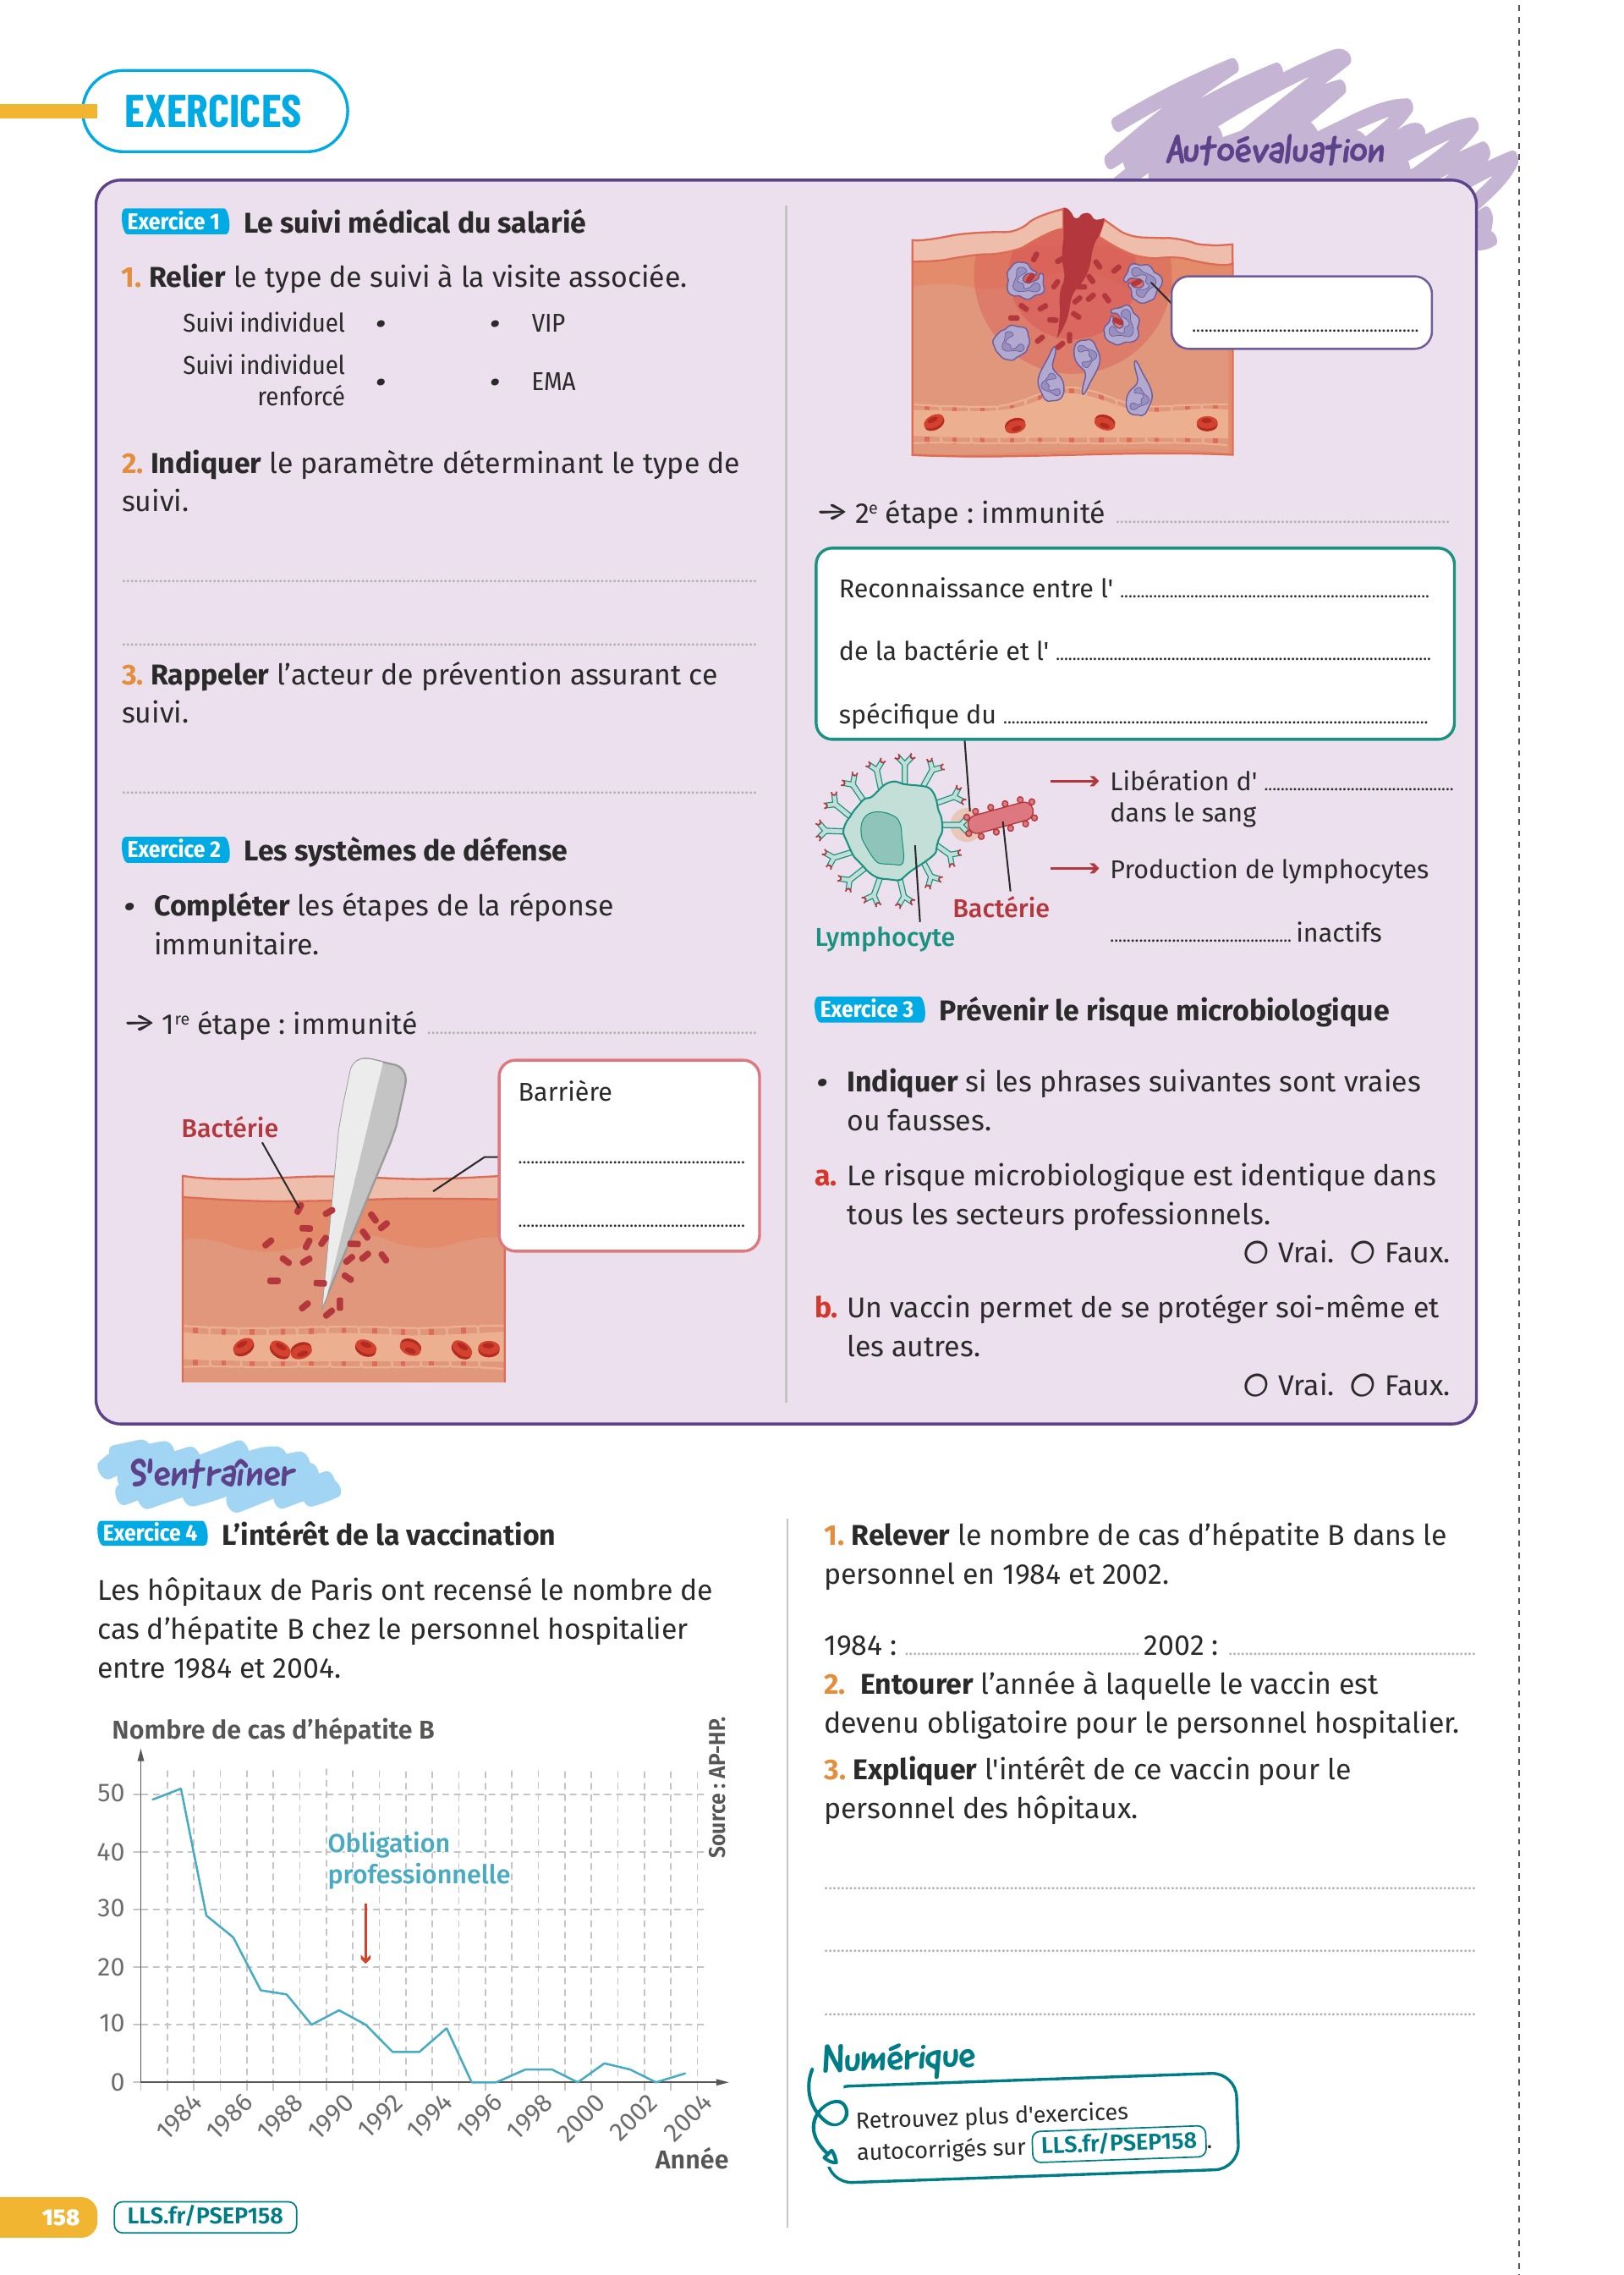 EXERCICES
Autoévaluation
Exercice 1 Le suivi médical du salarié
1. Relier le type de suivi à la visite associée.
Suivi individuel • • VIP
Suivi individuel
renforcé • • EMA
2. Indiquer le paramètre déterminant le type de
suivi.
3. Rappeler l’acteur de prévention assurant ce
suivi.
Exercice 2 Les systèmes de défense
• Compléter les étapes de la réponse
immunitaire.
→ 1re étape : immunité
Bactérie
Barrière
→ 2e étape : immunité
Reconnaissance entre l'
de la bactérie et l'
spécifique du
Libération d'
dans le sang
Production de lymphocytes
inactifs
Bactérie
Lymphocyte
Exercice 3 Prévenir le risque microbiologique
• Indiquer si les phrases suivantes sont vraies
ou fausses.
a. Le risque microbiologique est identique dans
tous les secteurs professionnels.
Vrai. Faux.
b. Un vaccin permet de se protéger soi-même et
les autres.
Vrai. Faux.
S'entraîner
Exercice 4 L’intérêt de la vaccination
Les hôpitaux de Paris ont recensé le nombre de
cas d’hépatite B chez le personnel hospitalier
entre 1984 et 2004.
Nombre de cas d’hépatite B
Source : AP-HP.
50
40
30
20
10
0
Obligation
professionnelle
1984 1986 1988 1990 1992 1994 1996 1998 2000 2002 2004
Année
1. Relever le nombre de cas d’hépatite B dans le
personnel en 1984 et 2002.
1984 : 2002 :
2. Entourer l’année à laquelle le vaccin est
devenu obligatoire pour le personnel hospitalier.
3. Expliquer l'intérêt de ce vaccin pour le
personnel des hôpitaux.
Numérique
Retrouvez plus d'exercices
autocorrigés sur LLS.fr/PSEP158.
158 LLS.fr/PSEP158